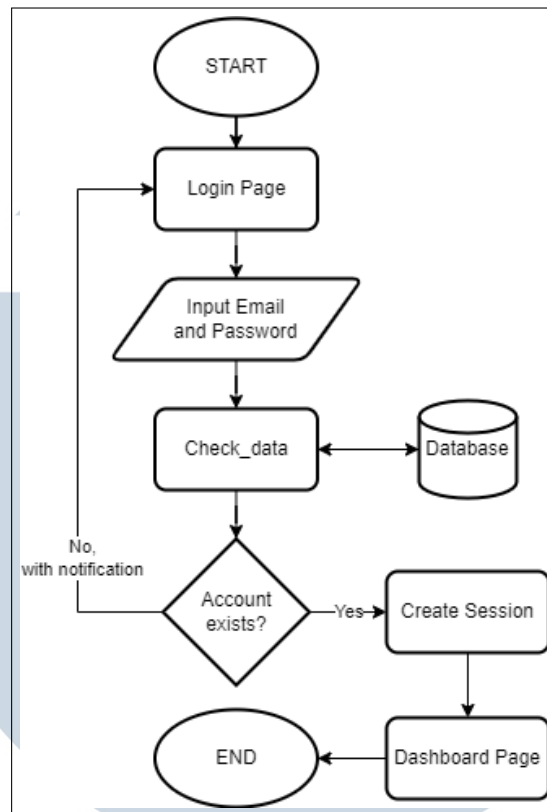 START
Login Page
Input Email
and Password
Check_data
Database
No,
with notification
Account
exists?
Yes
Create Session
END
Dashboard Page